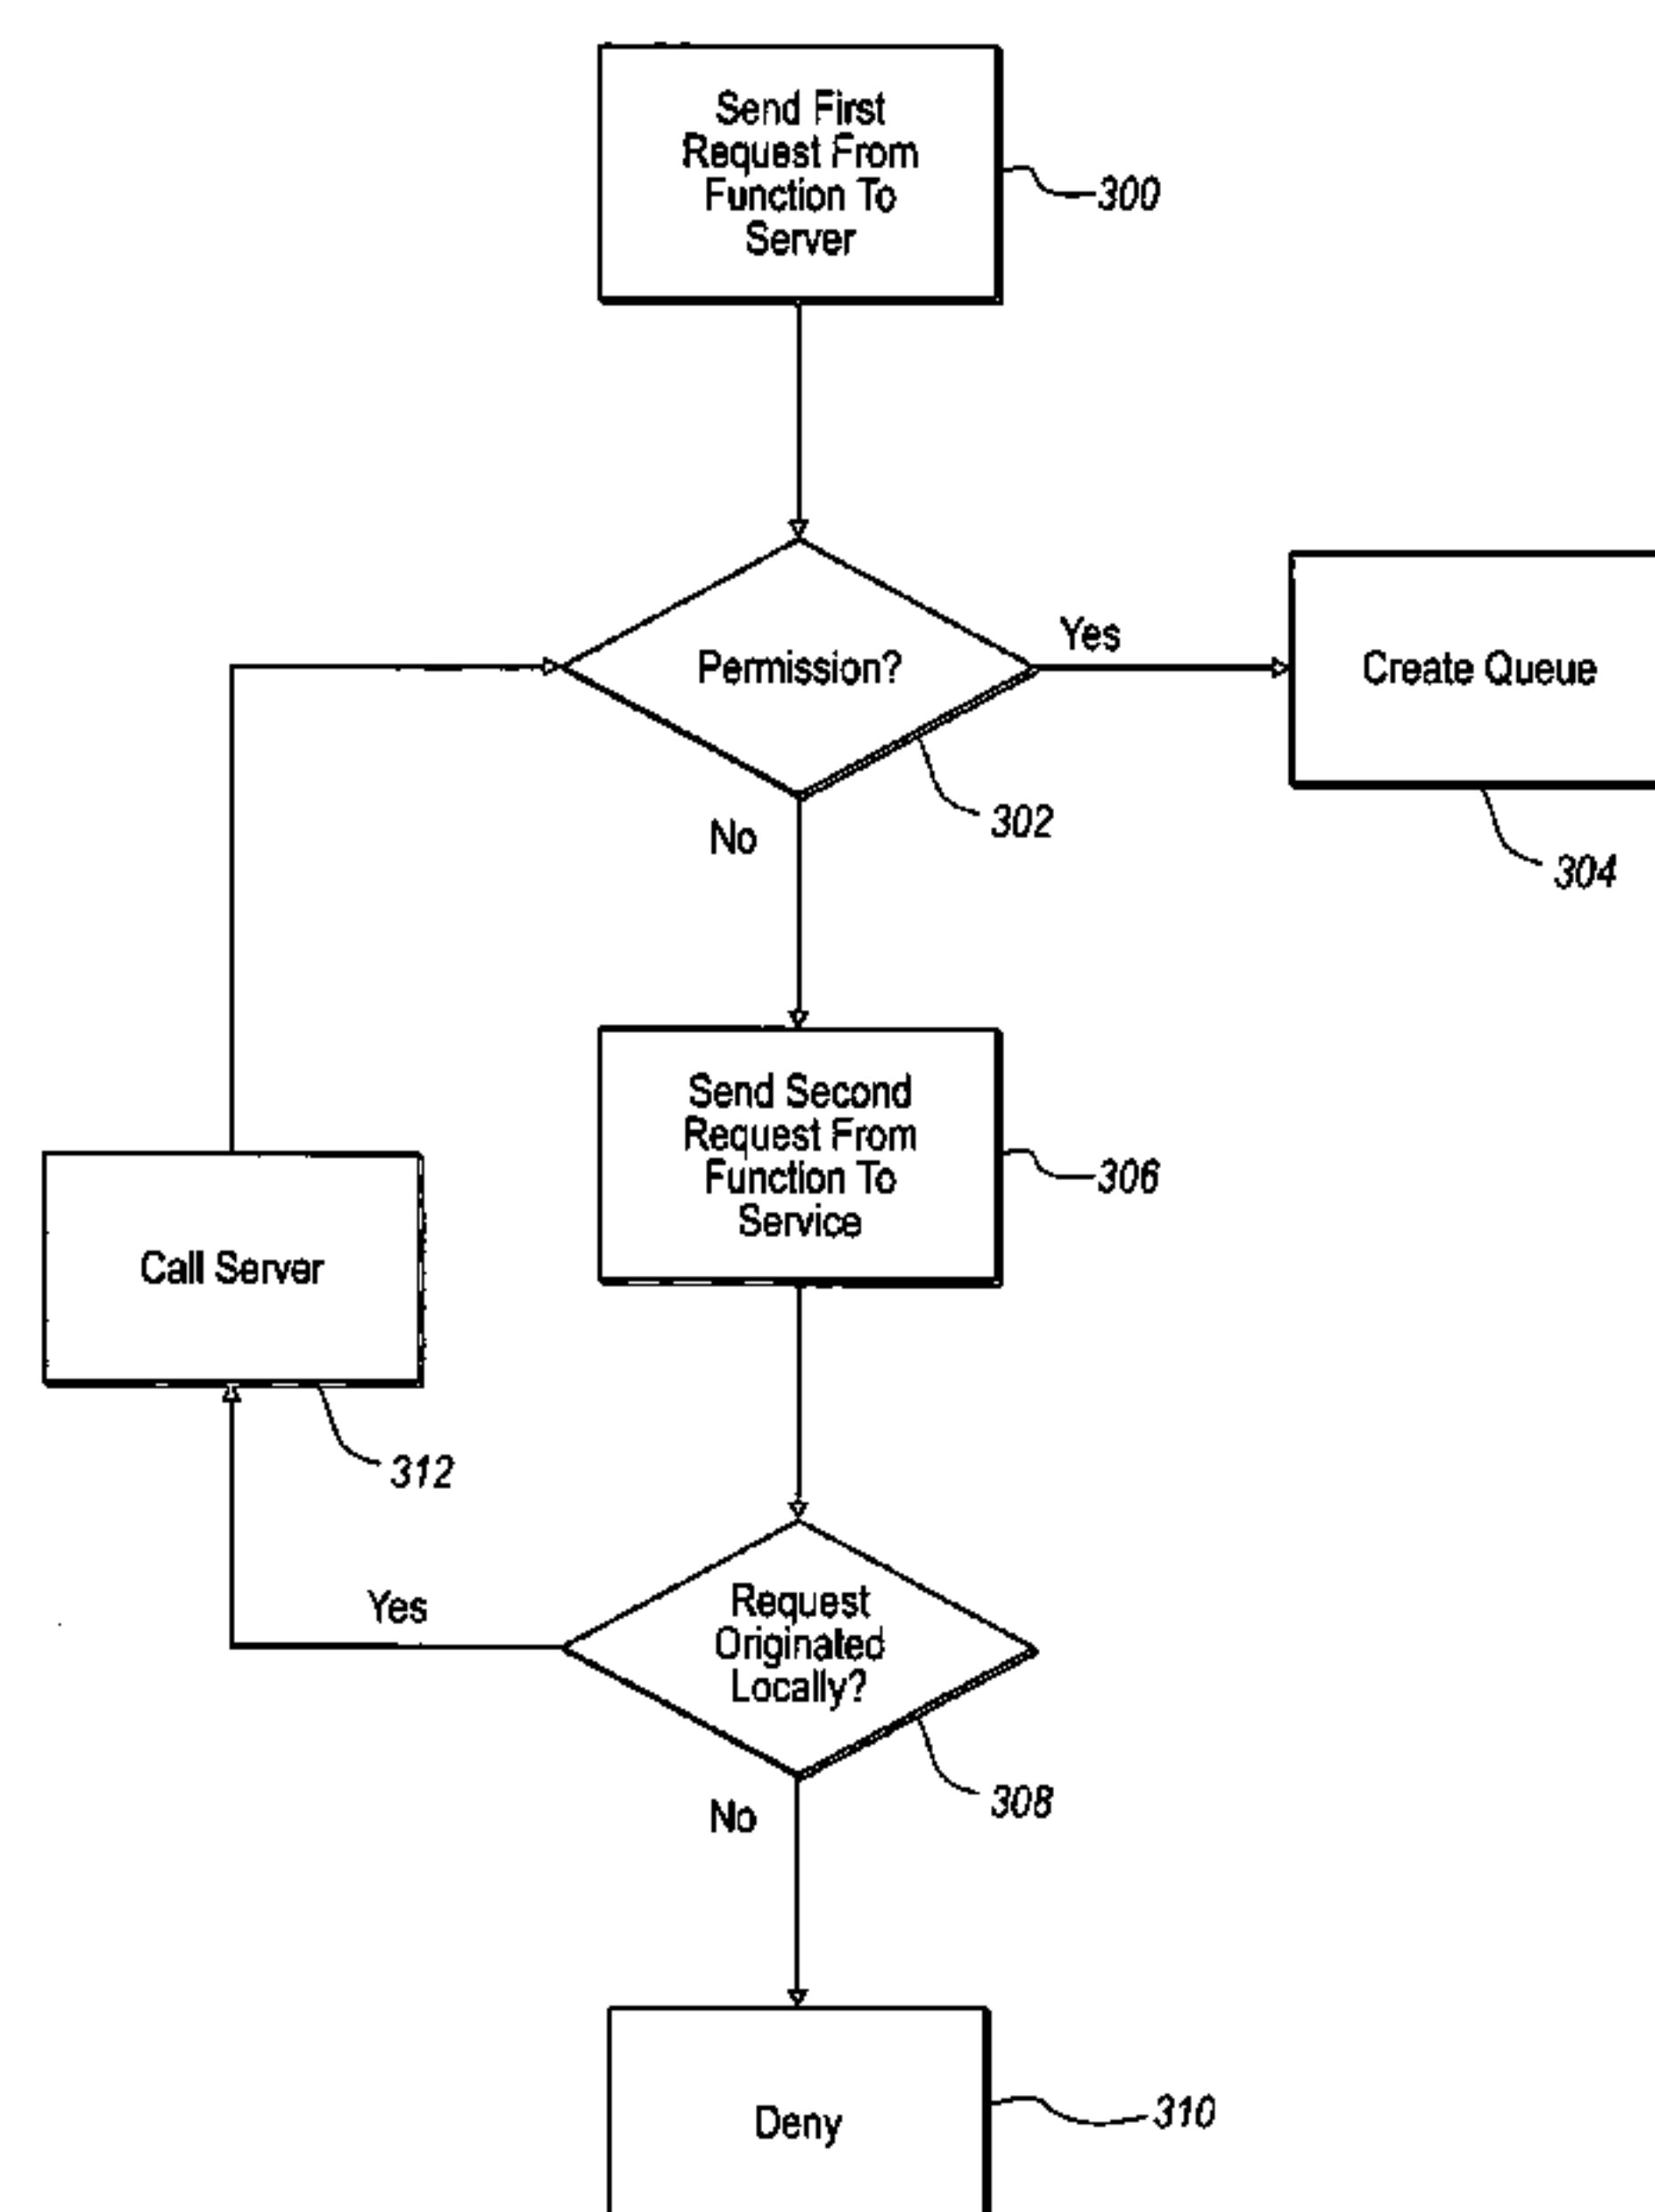 Send First
Request From
Function To
Server
300
Permission?
Yes
Create Queue
302
No
304
Send Second
Request From
Function To
Service
306
Call Server
312
Request
Originated
Locally?
Yes
308
No
Deny
310